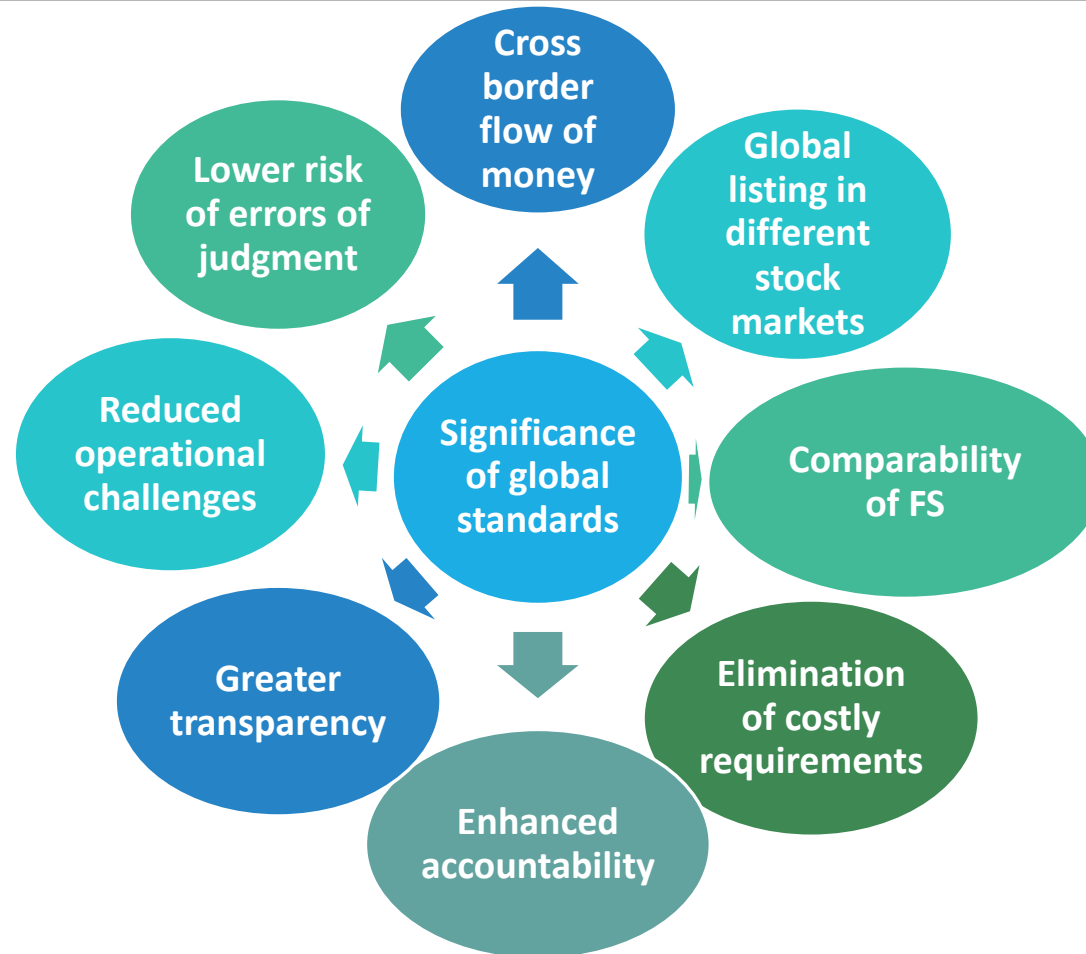 Cross
border
flow of
money
Global
listing in
different
stock
markets
Comparability
of FS
Elimination
of costly
requirements
Enhanced
accountability
Greater
transparency
Reduced
operational
challenges
Lower risk
of errors of
judgment
Significance
of global
standards